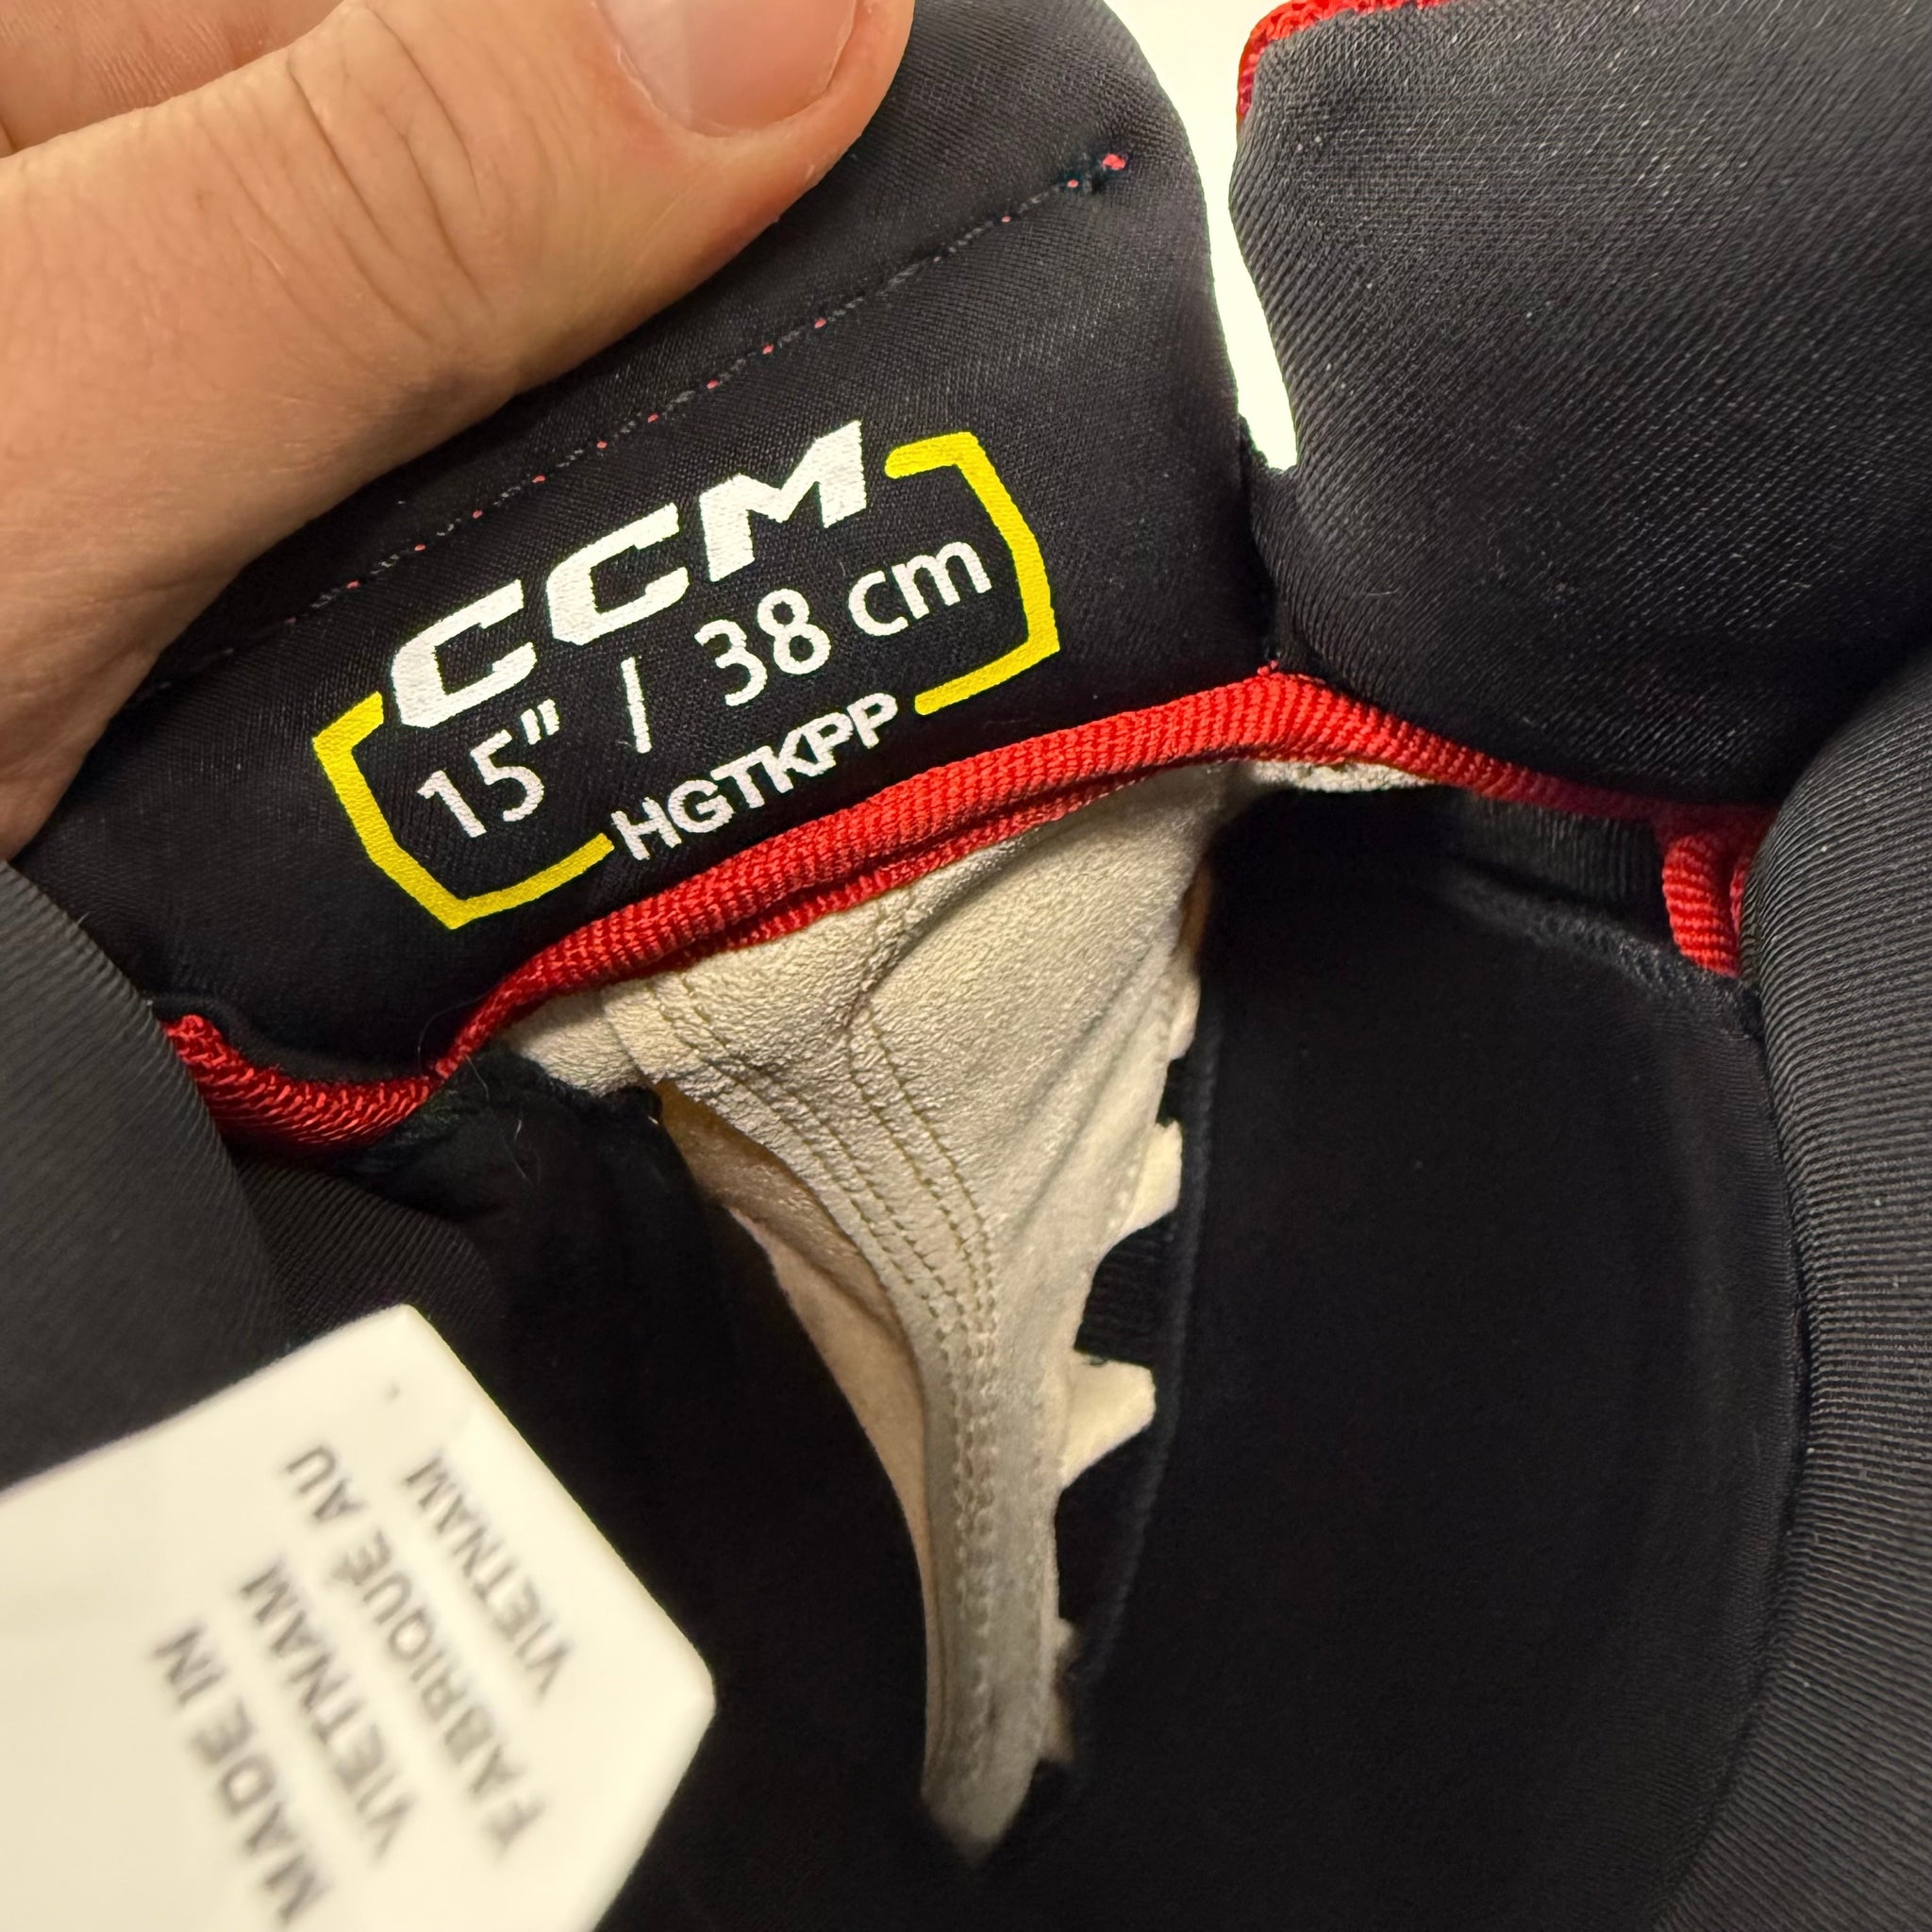 CCM
15" / 38 cm
HGTKPP
MADE IN
VIETNAM
FABRIQUÉ AU
VIETNAM